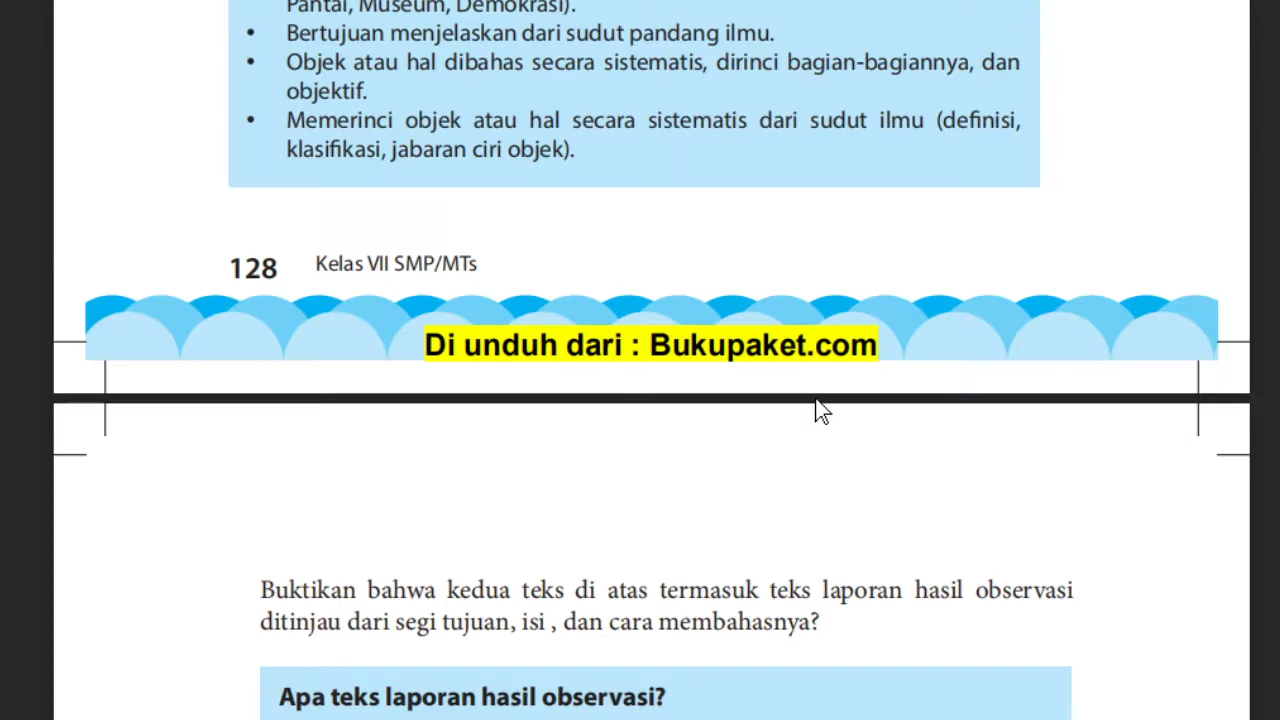 Pantai, Museum, Demokrasi).
• Bertujuan menjelaskan dari sudut pandang ilmu.
• Objek atau hal dibahas secara sistematis, dirinci bagian-bagiannya, dan
objektif.
• Memerinci objek atau hal secara sistematis dari sudut ilmu (definisi,
klasifikasi, jabaran ciri objek).
128 Kelas VII SMP/MTs
Di unduh dari : Bukupaket.com
Buktikan bahwa kedua teks di atas termasuk teks laporan hasil observasi
ditinjau dari segi tujuan, isi , dan cara membahasnya?
Apa teks laporan hasil observasi?